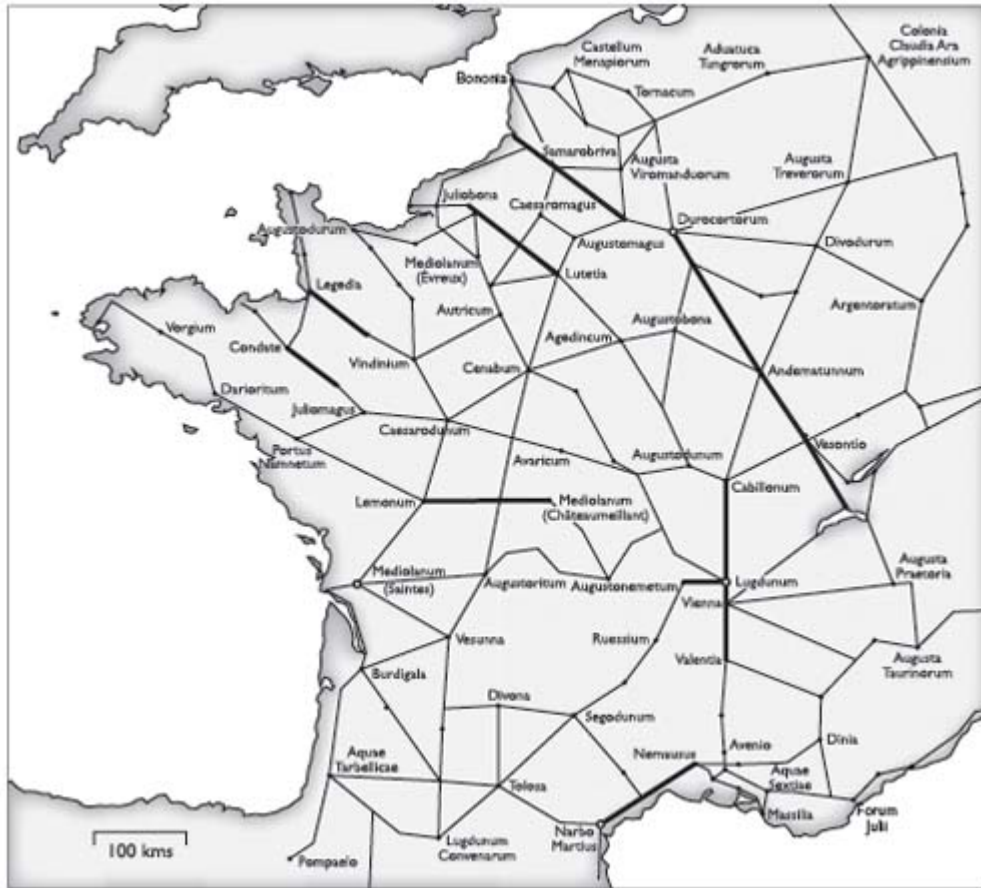 Castellum
Menapiorum
Bononia
Tornacum
Aduatuca
Tungrorum
Colonia
Claudia Ara
Agrippinensium
Samarobriva
Augusta
Viromanduorum
Augusta
Treverorum
Juliobona
Caesaromagus
Durocortorum
Augustodurum
Augustomagus
Divodurum
Mediolanum
(Évreux)
Lutetia
Legedia
Argentoratum
Autricum
Vorgium
Agedincum
Augustobona
Condate
Vindinium
Cenabum
Andematunnum
Darioritum
Juliomagus
Caesarodunum
Portus
Namnetum
Avaricum
Augustodunum
Vesontio
Cabillonum
Lemonum
Mediolanum
(Châteaumeillant)
Mediolanum
(Saintes)
Augustoritum
Augustonemetum
Lugdunum
Augusta
Praetoria
Vienna
Vesunna
Ruessium
Valentia
Augusta
Taurinorum
Burdigala
Divona
Segodunum
Aquae
Tarbellicae
Nemausus
Avenio
Dinia
Tolosa
Aquae
Sextiae
Massilia
Forum
Julii
Narbo
Martius
Lugdunum
Convenarum
Pompaelo
100 kms